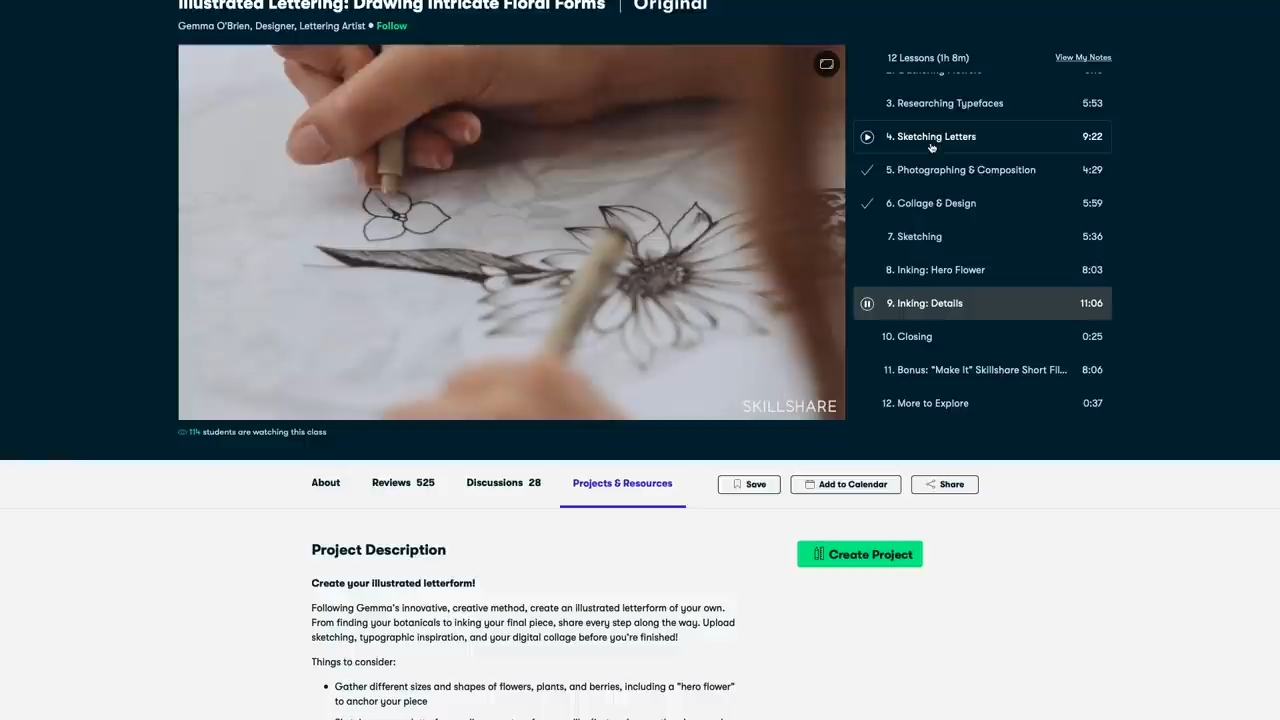 Illustrated Lettering: Drawing Intricate Floral Forms | Original
Gemma O'Brien, Designer, Lettering Artist • Follow
12 Lessons (1h 8m) View My Notes
3. Researching Typefaces 5:53
4. Sketching Letters 9:22
5. Photographing & Composition 4:29
6. Collage & Design 5:59
7. Sketching 5:36
8. Inking: Hero Flower 8:03
9. Inking: Details 11:06
10. Closing 0:25
11. Bonus: "Make It" Skillshare Short Fil... 8:06
12. More to Explore 0:37
SKILLSHARE
114 students are watching this class
About Reviews 525 Discussions 28 Projects & Resources Save Add to Calendar Share
Project Description
Create Project
Create your illustrated letterform!
Following Gemma's innovative, creative method, create an illustrated letterform of your own.
From finding your botanicals to inking your final piece, share every step along the way. Upload
sketching, typographic inspiration, and your digital collage before you're finished!
Things to consider:
• Gather different sizes and shapes of flowers, plants, and berries, including a "hero flower"
to anchor your piece